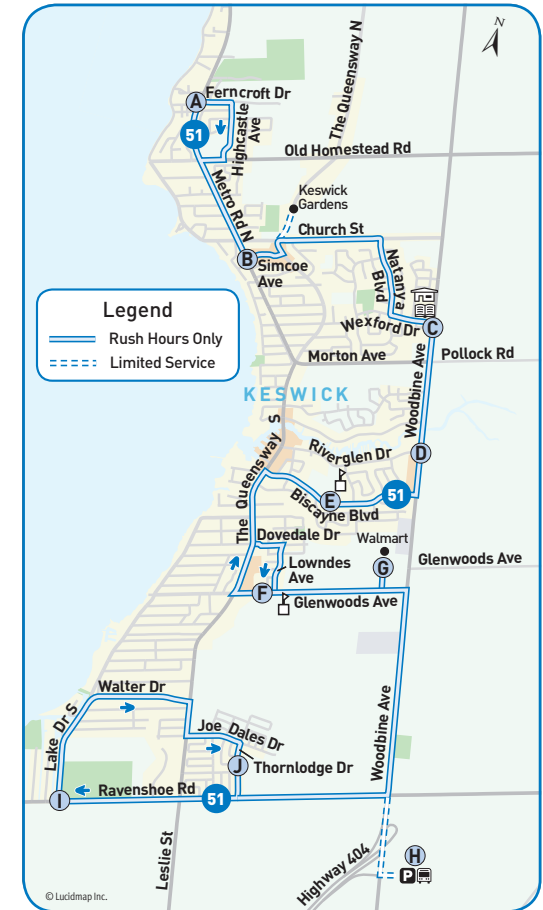 N
The Queensway N
A
Ferncroft Dr
51
Highcastle
Ave
Old Homestead Rd
Metro Rd N
Keswick
Gardens
Church St
B
Simcoe
Ave
Natanya
Blvd
Legend
Rush Hours Only
Limited Service
Wexford Dr
C
Morton Ave
Pollock Rd
Woodbine Ave
KESWICK
The Queensway S
Riverglen Dr
D
E
51
Biscayne Blvd
Dovedale Dr
Walmart
G
Glenwoods Ave
Lowndes
Ave
F
Glenwoods Ave
Walter Dr
Lake Dr S
Joe Dales Dr
Woodbine Ave
J
Thornlodge Dr
Ravenshoe Rd
I
51
Leslie St
Highway 404
H
P
© Lucidmap Inc.